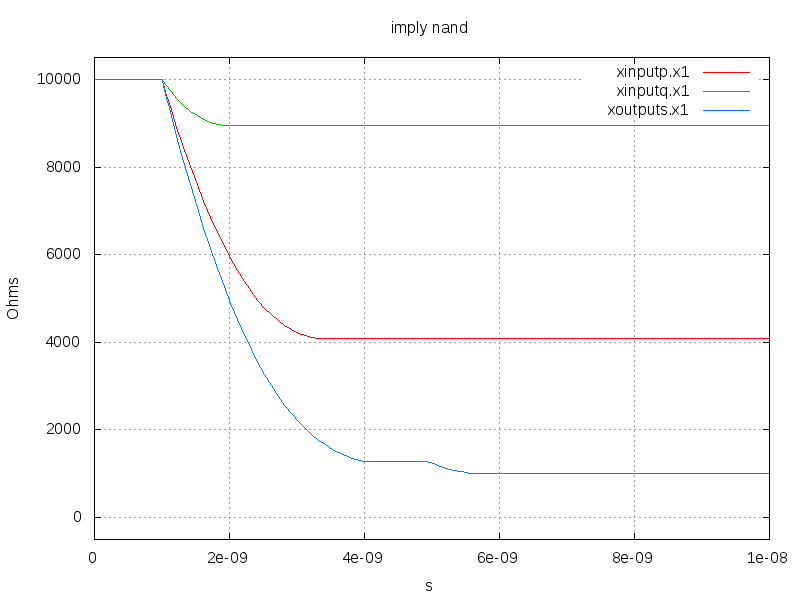 imply nand
xinputp.x1
xinputq.x1
xoutputs.x1
10000
8000
6000
4000
2000
0
Ohms
0 2e-09 4e-09 6e-09 8e-09 1e-08
s